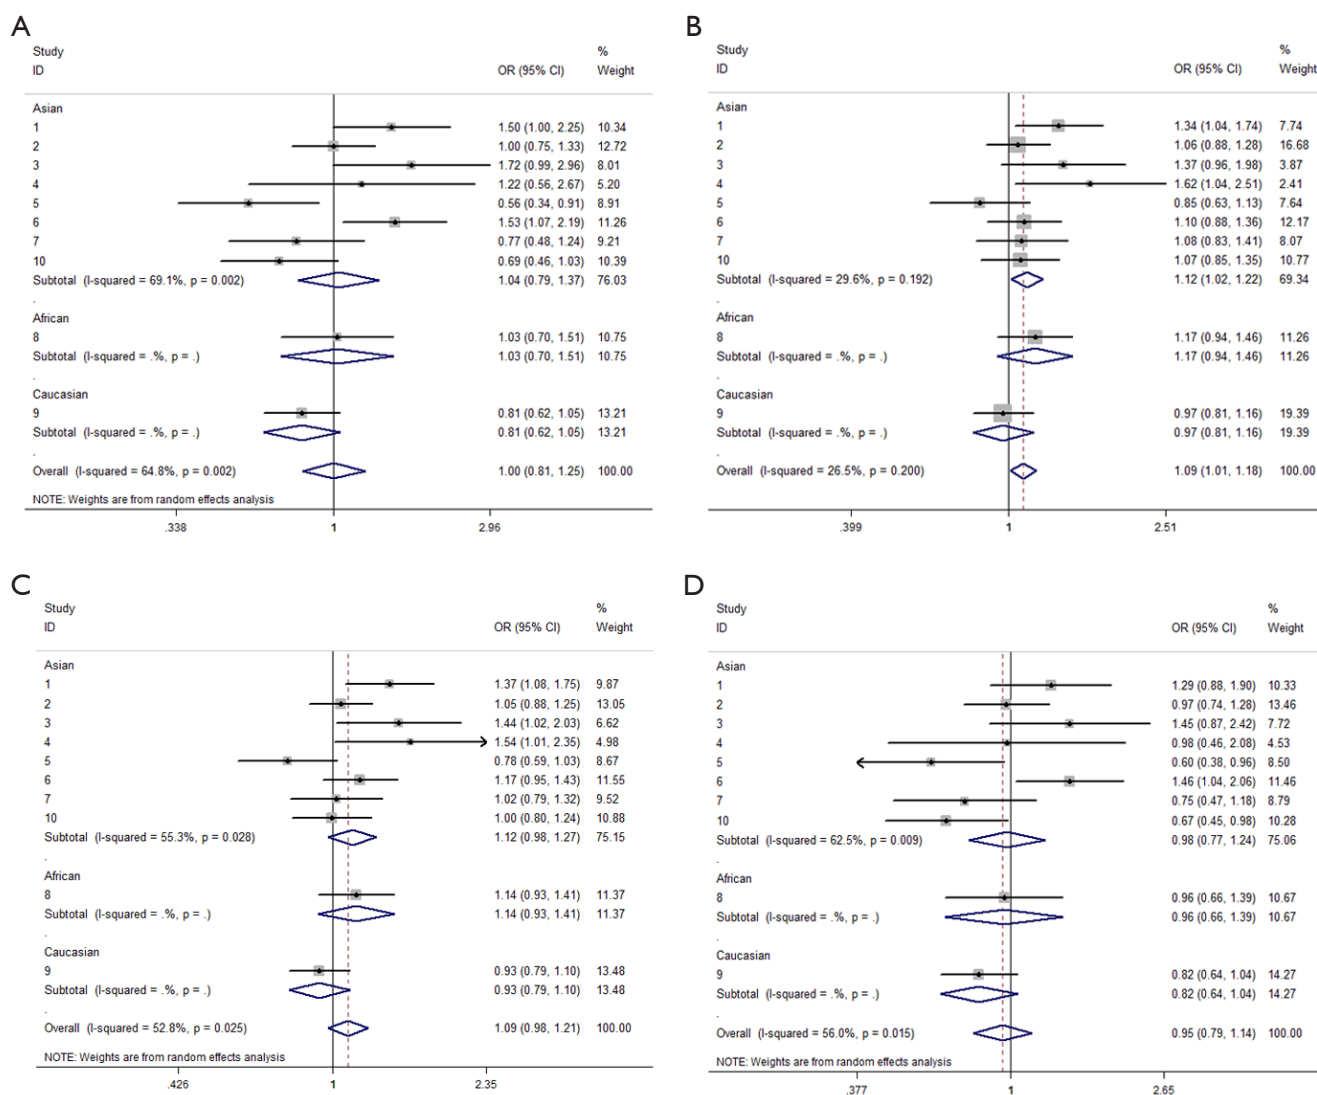 A
Study %
ID OR (95% CI) Weight
Asian
1 1.50 (1.00, 2.25) 10.34
2 1.00 (0.75, 1.33) 12.72
3 1.72 (0.99, 2.96) 8.01
4 1.22 (0.56, 2.67) 5.20
5 0.56 (0.34, 0.91) 8.91
6 1.53 (1.07, 2.19) 11.26
7 0.77 (0.48, 1.24) 9.21
10 0.69 (0.46, 1.03) 10.39
Subtotal (I-squared = 69.1%, p = 0.002) 1.04 (0.79, 1.37) 76.03
.
African
8 1.03 (0.70, 1.51) 10.75
Subtotal (I-squared = .%, p = .) 1.03 (0.70, 1.51) 10.75
.
Caucasian
9 0.81 (0.62, 1.05) 13.21
Subtotal (I-squared = .%, p = .) 0.81 (0.62, 1.05) 13.21
.
Overall (I-squared = 64.8%, p = 0.002) 1.00 (0.81, 1.25) 100.00
NOTE: Weights are from random effects analysis
.338 1 2.96
B
Study %
ID OR (95% CI) Weight
Asian
1 1.34 (1.04, 1.74) 7.74
2 1.06 (0.88, 1.28) 16.68
3 1.37 (0.96, 1.98) 3.87
4 1.62 (1.04, 2.51) 2.41
5 0.85 (0.63, 1.13) 7.64
6 1.10 (0.88, 1.36) 12.17
7 1.08 (0.83, 1.41) 8.07
10 1.07 (0.85, 1.35) 10.77
Subtotal (I-squared = 29.6%, p = 0.192) 1.12 (1.02, 1.22) 69.34
.
African
8 1.17 (0.94, 1.46) 11.26
Subtotal (I-squared = .%, p = .) 1.17 (0.94, 1.46) 11.26
.
Caucasian
9 0.97 (0.81, 1.16) 19.39
Subtotal (I-squared = .%, p = .) 0.97 (0.81, 1.16) 19.39
.
Overall (I-squared = 26.5%, p = 0.200) 1.09 (1.01, 1.18) 100.00
.399 1 2.51
C
Study %
ID OR (95% CI) Weight
Asian
1 1.37 (1.08, 1.75) 9.87
2 1.05 (0.88, 1.25) 13.05
3 1.44 (1.02, 2.03) 6.62
4 1.54 (1.01, 2.35) 4.98
5 0.78 (0.59, 1.03) 8.67
6 1.17 (0.95, 1.43) 11.55
7 1.02 (0.79, 1.32) 9.52
10 1.00 (0.80, 1.24) 10.88
Subtotal (I-squared = 55.3%, p = 0.028) 1.12 (0.98, 1.27) 75.15
.
African
8 1.14 (0.93, 1.41) 11.37
Subtotal (I-squared = .%, p = .) 1.14 (0.93, 1.41) 11.37
.
Caucasian
9 0.93 (0.79, 1.10) 13.48
Subtotal (I-squared = .%, p = .) 0.93 (0.79, 1.10) 13.48
.
Overall (I-squared = 52.8%, p = 0.025) 1.09 (0.98, 1.21) 100.00
NOTE: Weights are from random effects analysis
.426 1 2.35
D
Study %
ID OR (95% CI) Weight
Asian
1 1.29 (0.88, 1.90) 10.33
2 0.97 (0.74, 1.28) 13.46
3 1.45 (0.87, 2.42) 7.72
4 0.98 (0.46, 2.08) 4.53
5 0.60 (0.38, 0.96) 8.50
6 1.46 (1.04, 2.06) 11.46
7 0.75 (0.47, 1.18) 8.79
10 0.67 (0.45, 0.98) 10.28
Subtotal (I-squared = 62.5%, p = 0.009) 0.98 (0.77, 1.24) 75.06
.
African
8 0.96 (0.66, 1.39) 10.67
Subtotal (I-squared = .%, p = .) 0.96 (0.66, 1.39) 10.67
.
Caucasian
9 0.82 (0.64, 1.04) 14.27
Subtotal (I-squared = .%, p = .) 0.82 (0.64, 1.04) 14.27
.
Overall (I-squared = 56.0%, p = 0.015) 0.95 (0.79, 1.14) 100.00
NOTE: Weights are from random effects analysis
.377 1 2.65